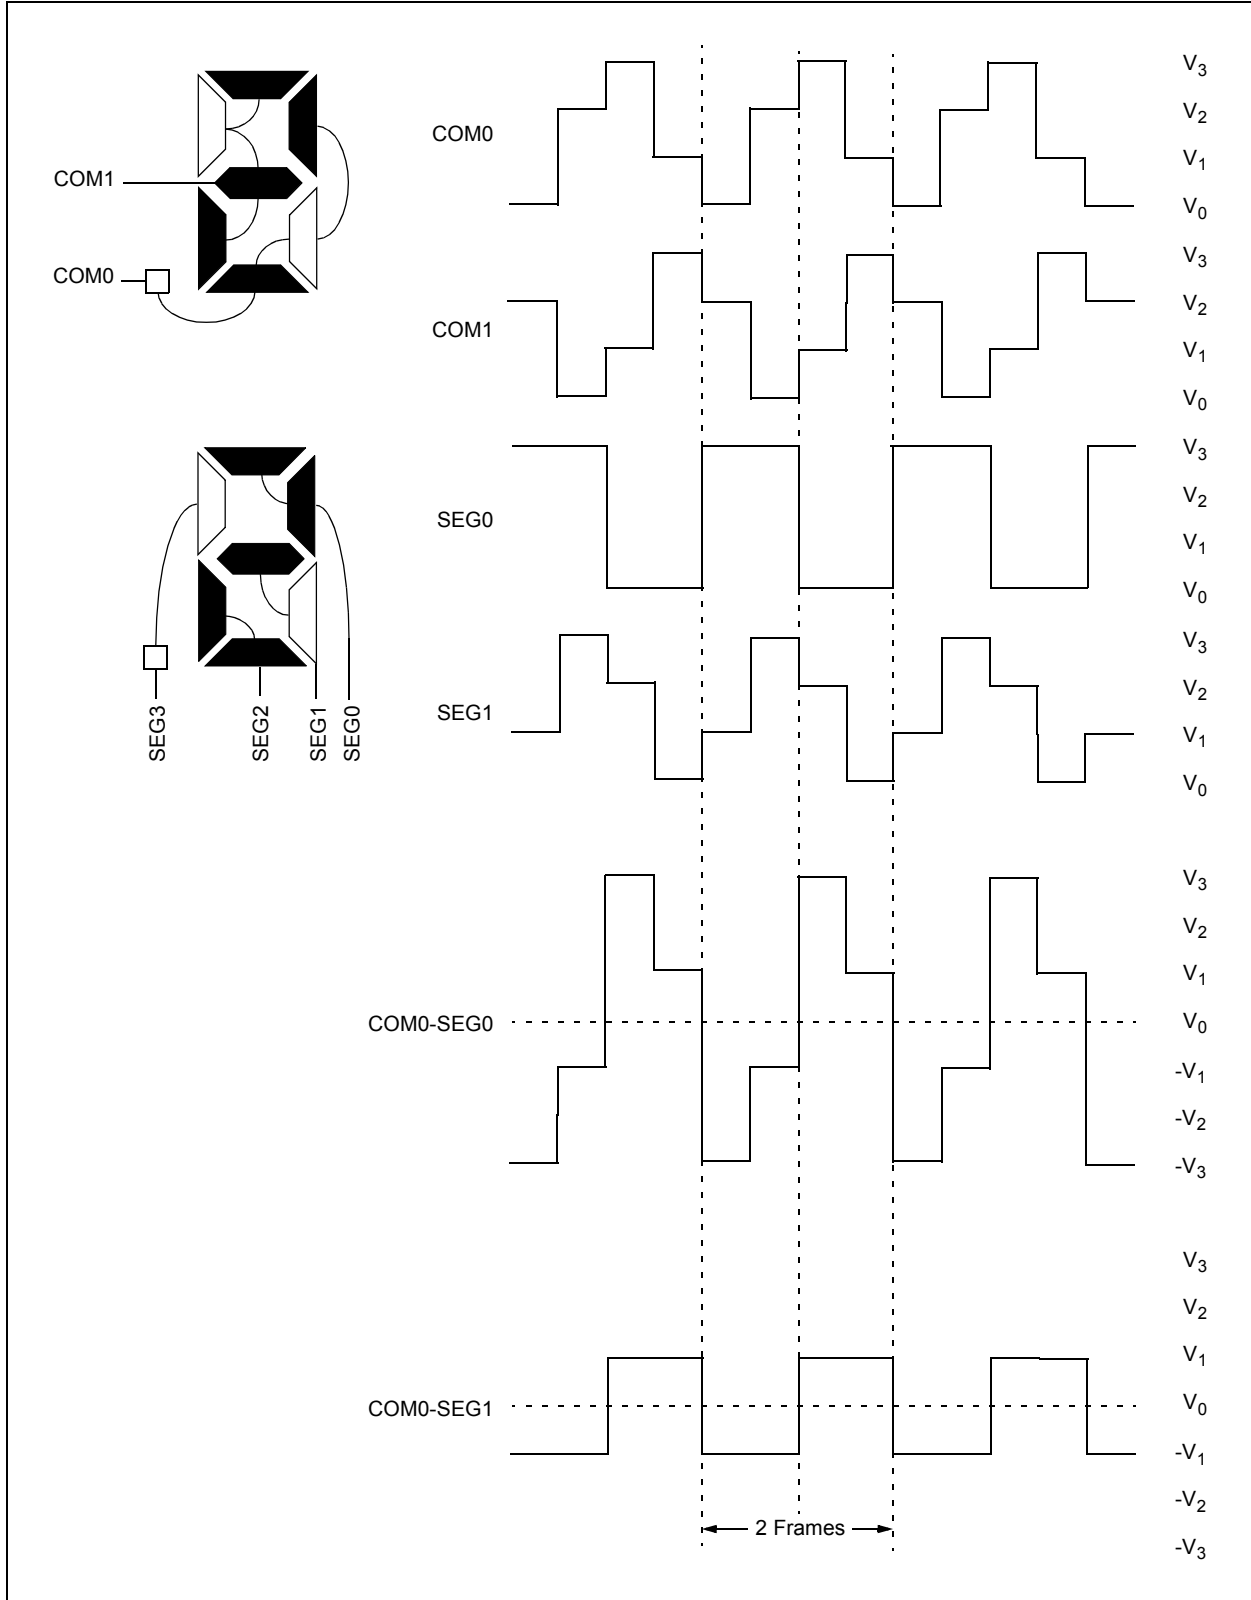 COM1
COM0
SEG3
SEG2
SEG1
SEG0
COM0
V3
V2
V1
V0
COM1
V3
V2
V1
V0
SEG0
V3
V2
V1
V0
SEG1
V3
V2
V1
V0
COM0-SEG0
V3
V2
V1
V0
-V1
-V2
-V3
COM0-SEG1
V3
V2
V1
V0
-V1
-V2
-V3
2 Frames